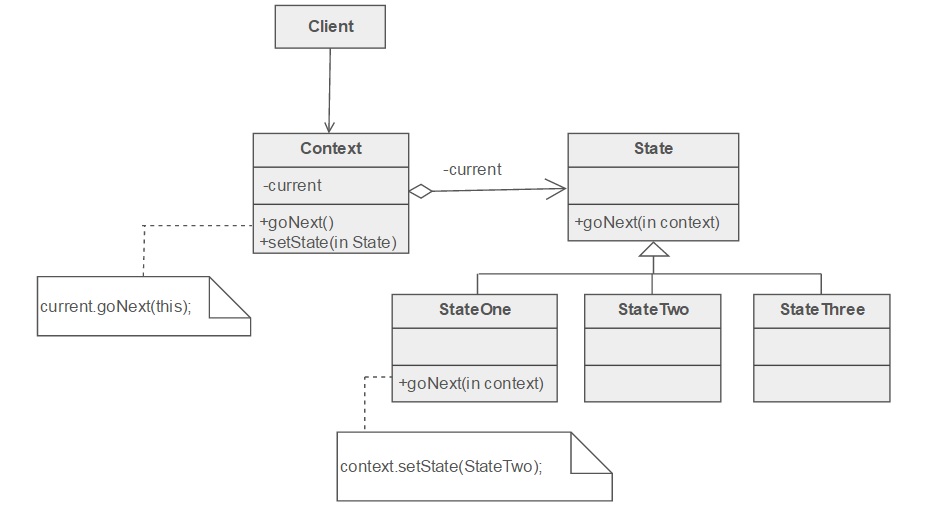 Client
Context
-current
+goNext()
+setState(in State)
-current
State
+goNext(in context)
current.goNext(this);
StateOne
+goNext(in context)
StateTwo
StateThree
context.setState(StateTwo);